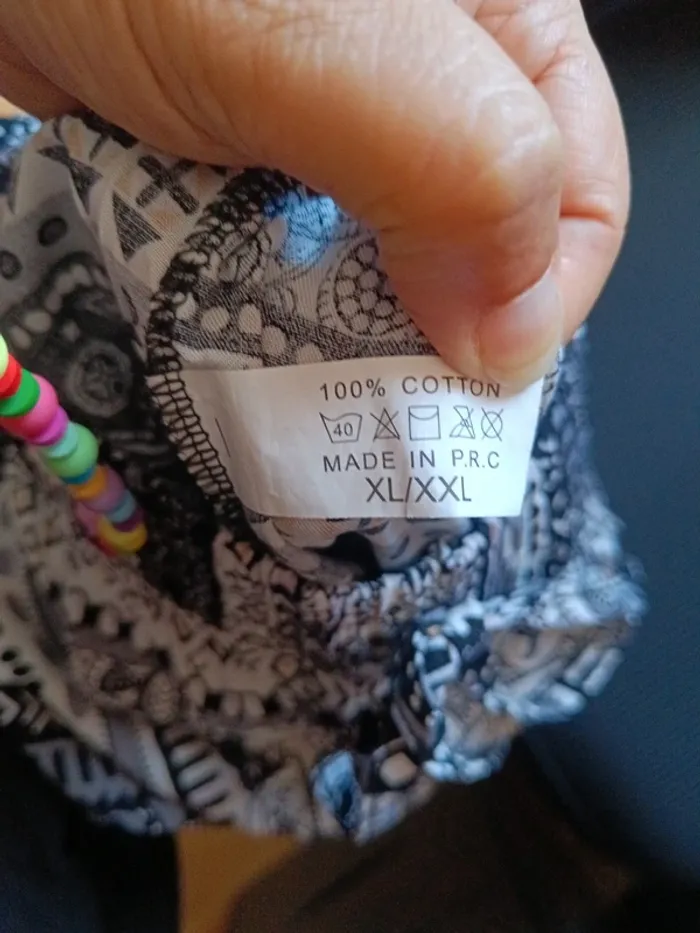 100% COTTON
40
MADE IN P.R.C
XL/XXL